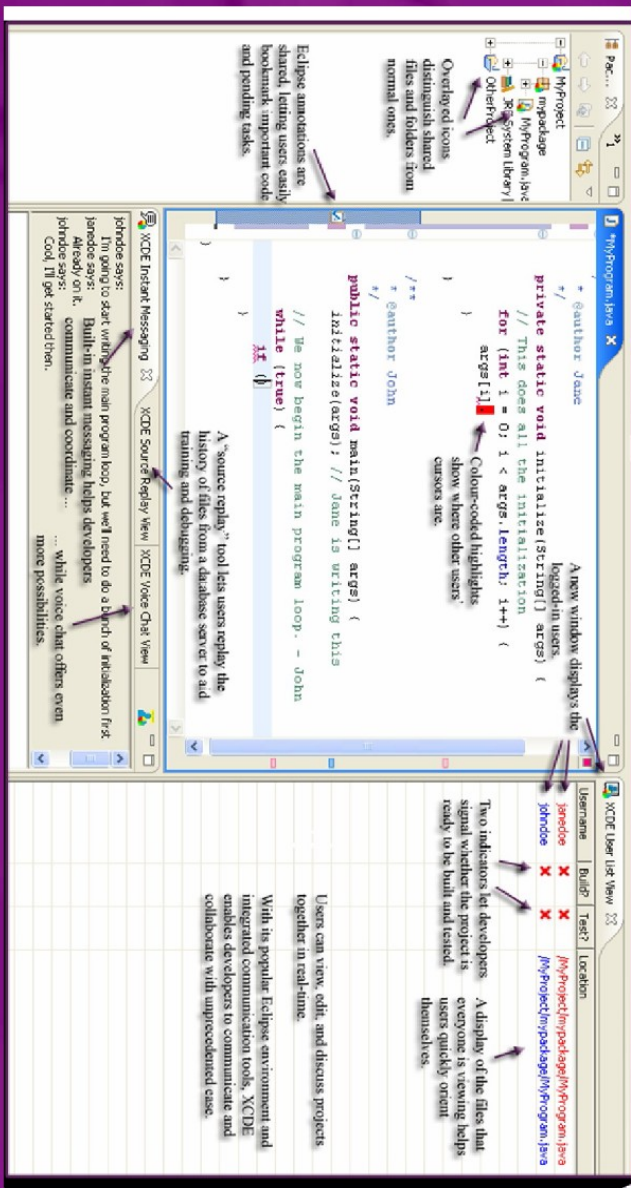 Pac...
»1
MyProject
mypackage
MyProgram.java
JRE System Library [
OtherProject
Overlayed icons
distinguish shared
files and folders from
normal ones.
Eclipse annotations are
shared, letting users easily
bookmark important code
and pending tasks.
*MyProgram.java
* @author Jane
*/
private static void initialize(String[] args) {
// This does all the initialization
for (int i = 0; i < args.length; i++) {
args[i]
}
}
/**
* @author John
*/
public static void main(String[] args) {
initialize(args); // Jane is writing this
// We now begin the main program loop. - John
while (true) {
if (
}
}
}
A new window displays the
logged-in users.
Colour-coded highlights
show where other users'
cursors are.
A "source replay" tool lets users replay the
history of files from a database server to aid
training and debugging.
XCDE Instant Messaging
XCDE Source Replay View
XCDE Voice Chat View
johndoe says:
I'm going to start writing the main program loop, but we'll need to do a bunch of initialization first
janedoe says:
Already on it.
johndoe says:
Cool, I'll get started then.
Built-in instant messaging helps developers
communicate and coordinate ...
... while voice chat offers even
more possibilities.
XCDE User List View
Username Build? Test? Location
janedoe /MyProject/mypackage/MyProgram.java
johndoe /MyProject/mypackage/MyProgram.java
Two indicators let developers
signal whether the project is
ready to be built and tested.
A display of the files that
everyone is viewing helps
users quickly orient
themselves.
Users can view, edit, and discuss projects
together in real-time.
With its popular Eclipse environment and
integrated communication tools, XCDE
enables developers to communicate and
collaborate with unprecedented ease.